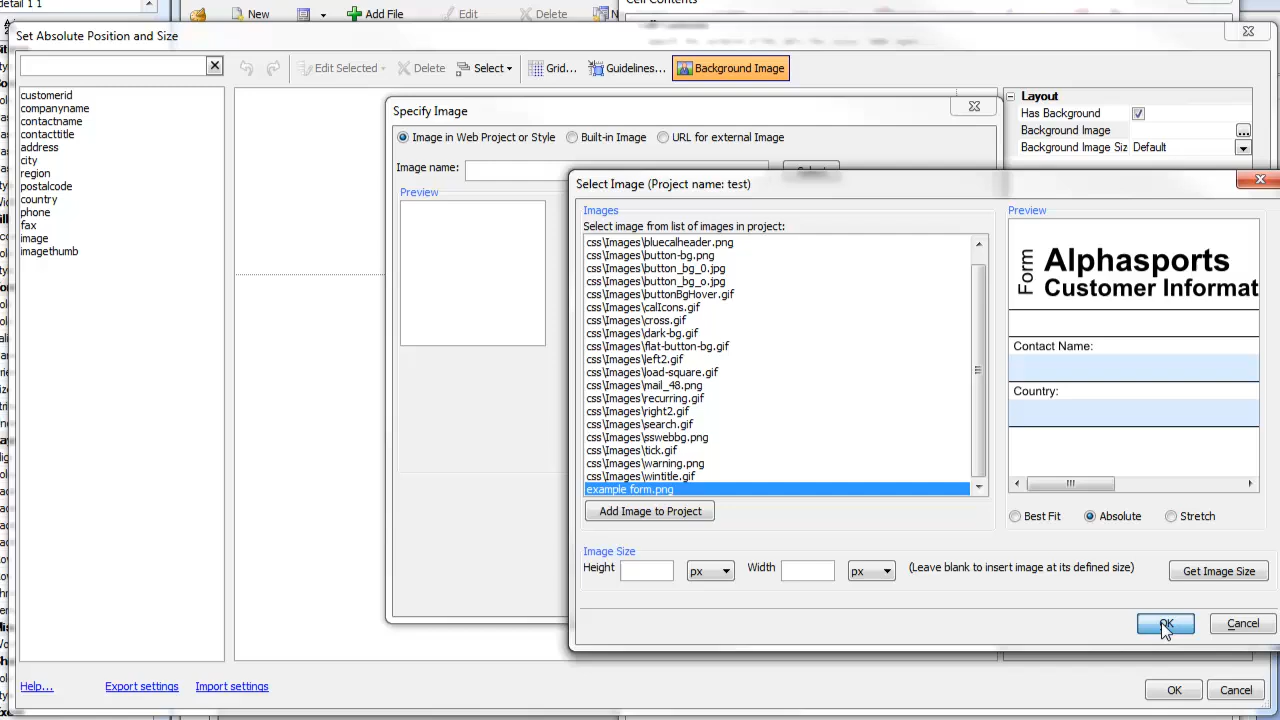 detail 1 1
New
Add File
Edit
Delete
Cell Contents
Set Absolute Position and Size
Edit Selected
Delete
Select
Grid...
Guidelines...
Background Image
customerid
companyname
contactname
contacttitle
address
city
region
postalcode
country
phone
fax
image
imagethumb
Layout
Has Background
Background Image
...
Background Image Siz
Default
Specify Image
Image in Web Project or Style
Built-in Image
URL for external Image
Image name:
Preview
Select Image (Project name: test)
Images
Select image from list of images in project:
css\Images\bluecalheader.png
css\Images\button-bg.png
css\Images\button_bg_0.jpg
css\Images\button_bg_o.jpg
css\Images\buttonBgHover.gif
css\Images\calIcons.gif
css\Images\cross.gif
css\Images\dark-bg.gif
css\Images\flat-button-bg.gif
css\Images\left2.gif
css\Images\load-square.gif
css\Images\mail_48.png
css\Images\recurring.gif
css\Images\right2.gif
css\Images\search.gif
css\Images\sswebbg.png
css\Images\tick.gif
css\Images\warning.png
css\Images\wintitle.gif
example form.png
Add Image to Project
Preview
Form
Alphasports
Customer Informat
Contact Name:
Country:
Best Fit
Absolute
Stretch
Image Size
Height
px
Width
px
(Leave blank to insert image at its defined size)
Get Image Size
OK
Cancel
Help...
Export settings
Import settings
OK
Cancel